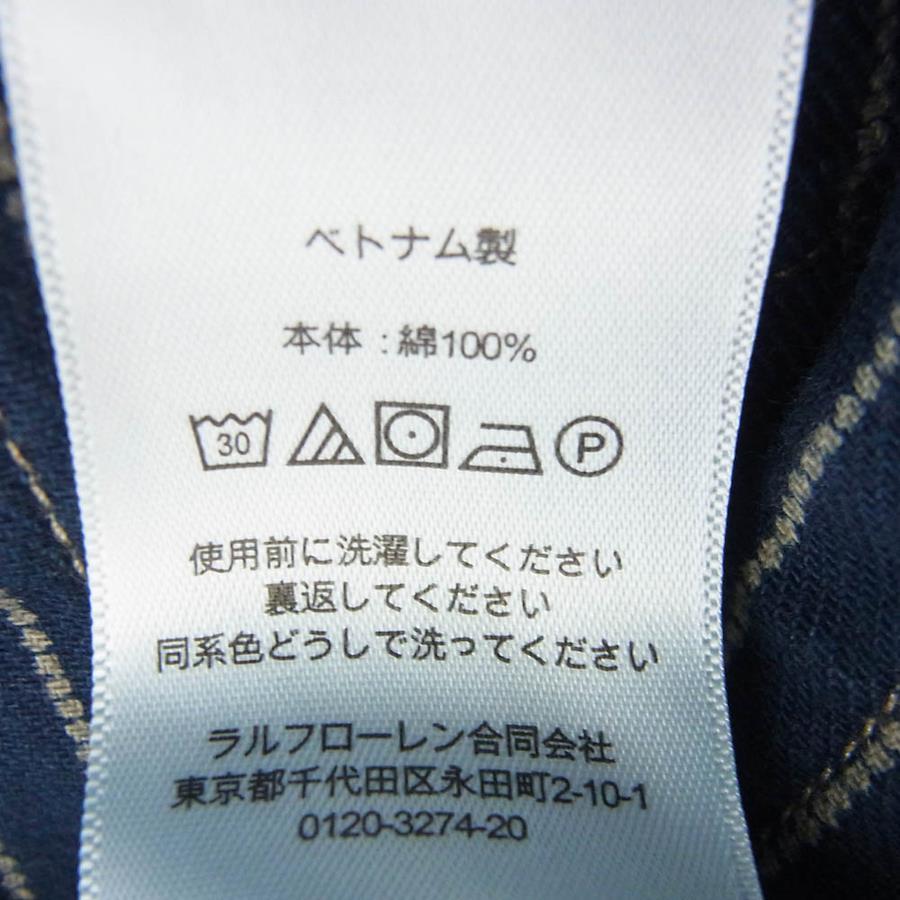 ベトナム製
本体:綿100%
30 P
使用前に洗濯してください
裏返してください
同系色どうしで洗ってください
ラルフローレン合同会社
東京都千代田区永田町2-10-1
0120-3274-20